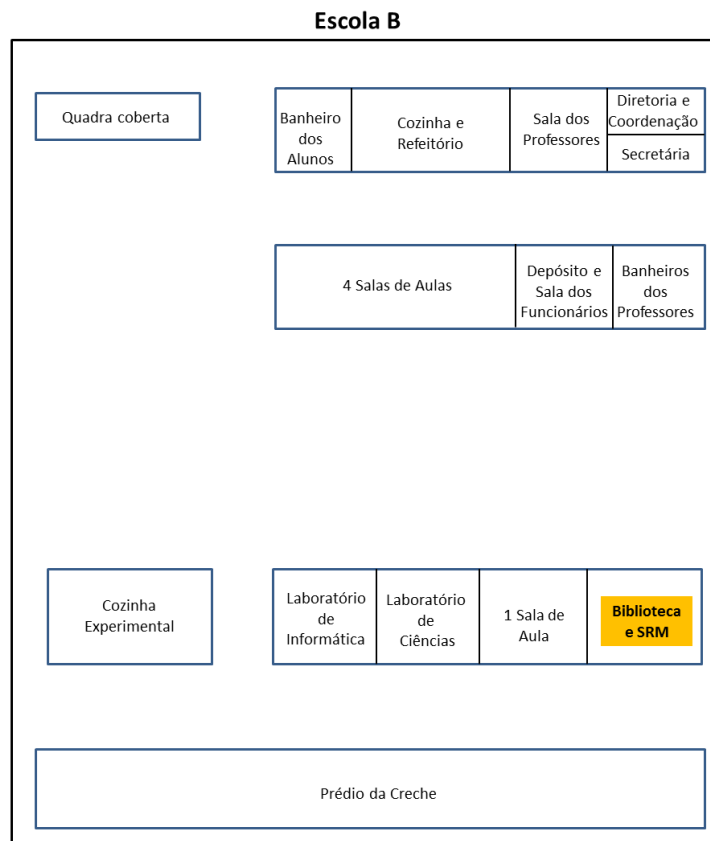 Escola B
Quadra coberta
Banheiro
dos
Alunos
Cozinha e
Refeitório
Sala dos
Professores
Diretoria e
Coordenação
Secretária
4 Salas de Aulas
Depósito e
Sala dos
Funcionários
Banheiros
dos
Professores
Cozinha
Experimental
Laboratório
de
Informática
Laboratório
de
Ciências
1 Sala de
Aula
Biblioteca
e SRM
Prédio da Creche